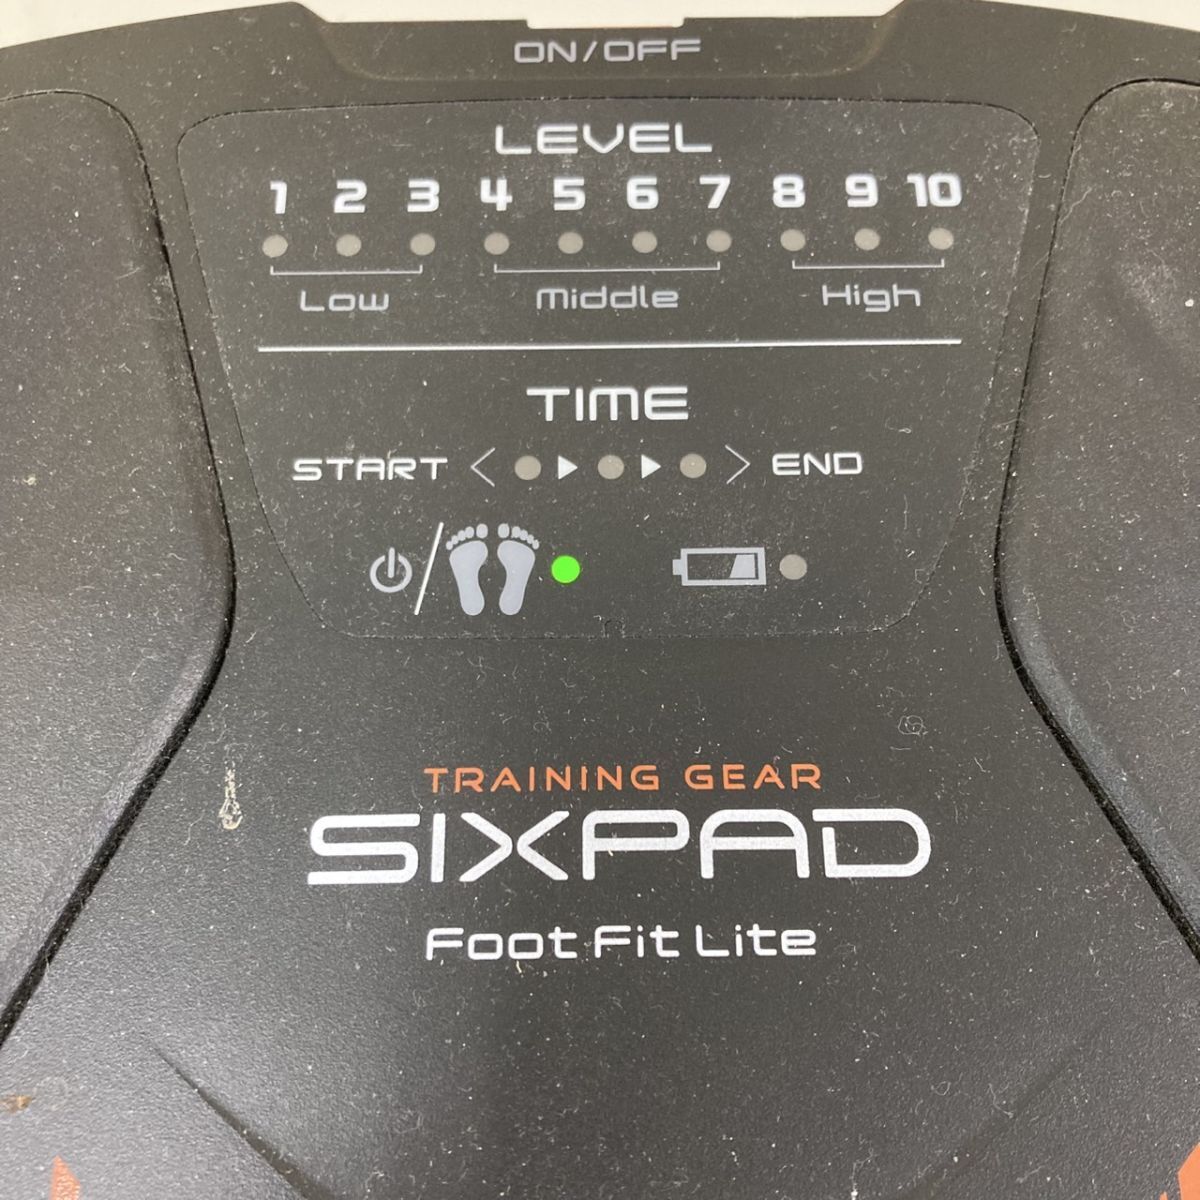 ON/OFF
LEVEL
1 2 3 4 5 6 7 8 9 10
Low Middle High
TIME
START END
TRAINING GEAR
SIXPAD
Foot Fit Lite